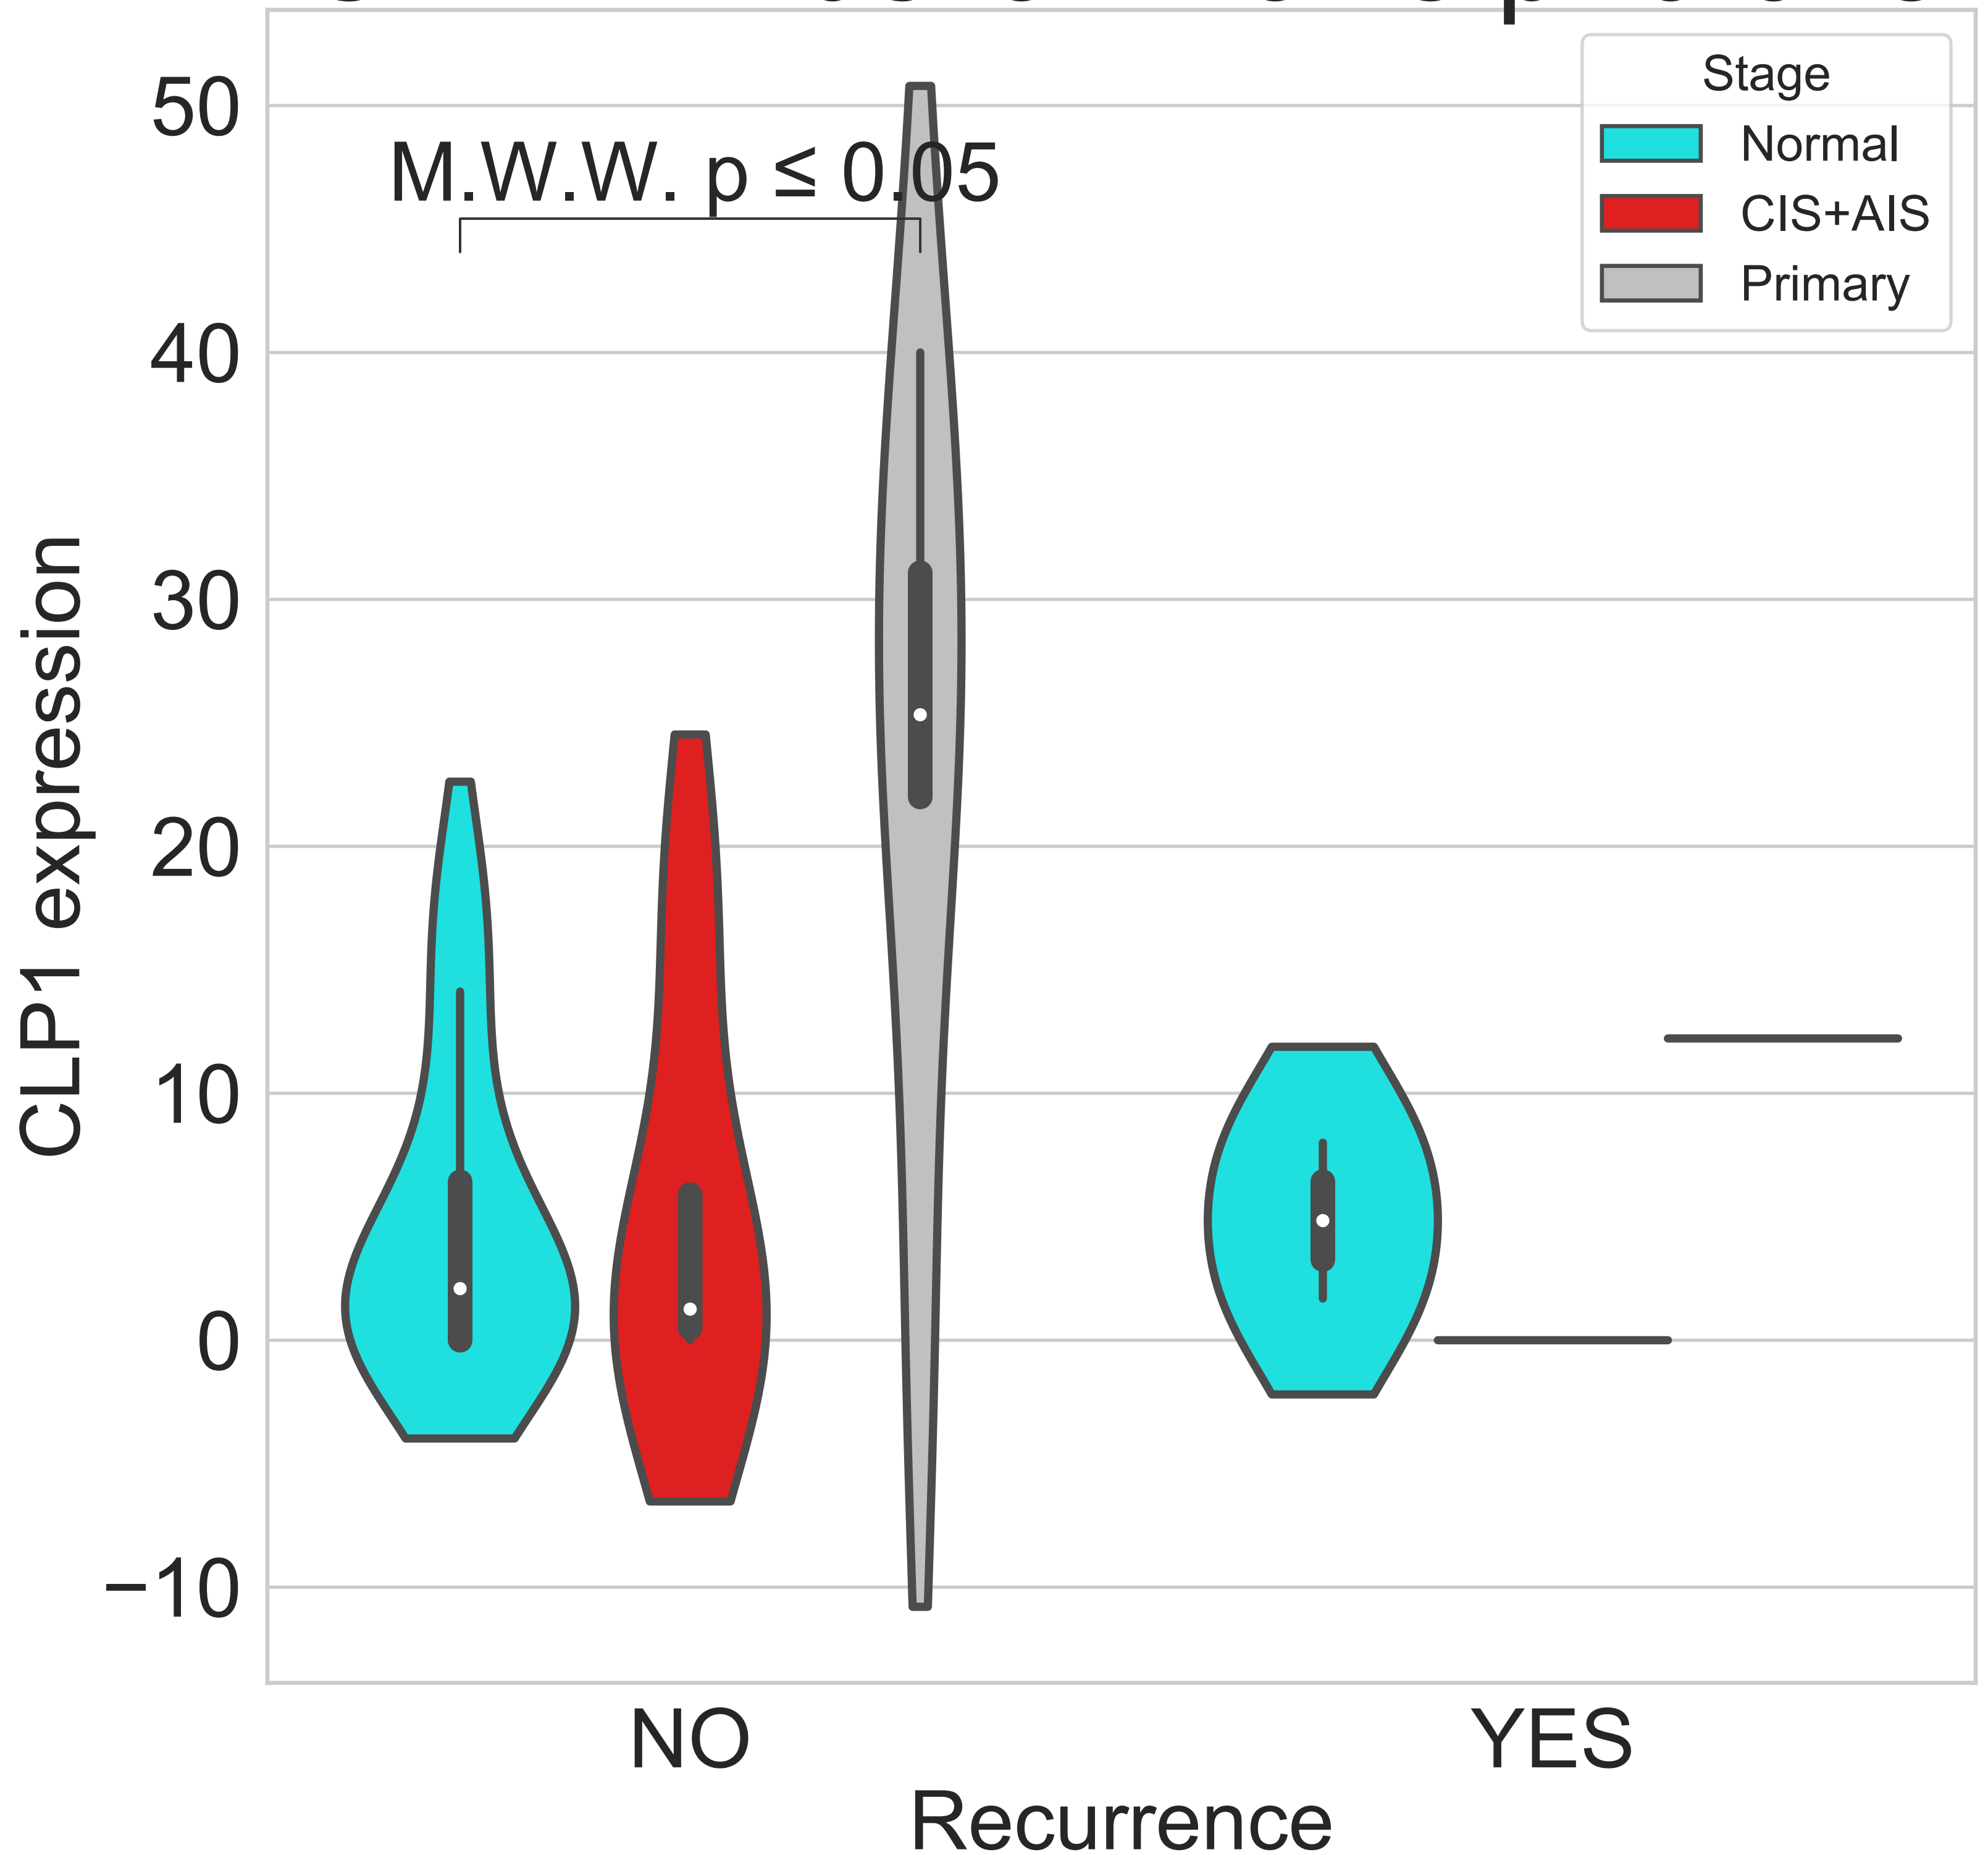 50
M.W.W. p ≤ 0.05
40
30
20
10
0
−10
CLP1 expression
Stage
Normal
CIS+AIS
Primary
NO
YES
Recurrence